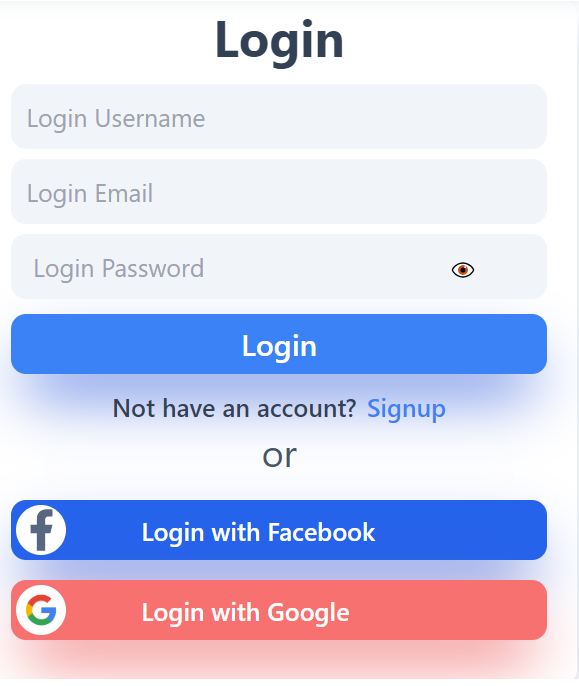 Login
Login Username
Login Email
Login Password
Login
Not have an account? Signup
or
Login with Facebook
Login with Google